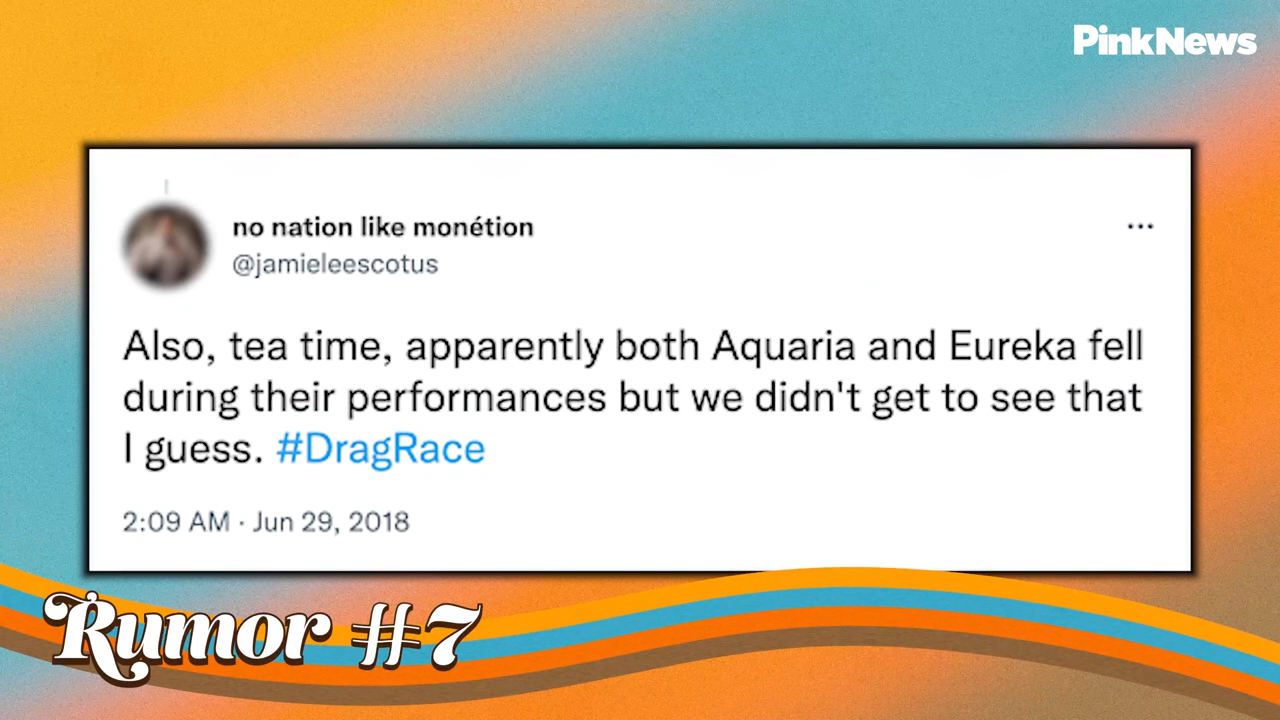 PinkNews
no nation like monétion
@jamieleescotus
Also, tea time, apparently both Aquaria and Eureka fell
during their performances but we didn't get to see that
I guess. #DragRace
2:09 AM · Jun 29, 2018
Rumor #7